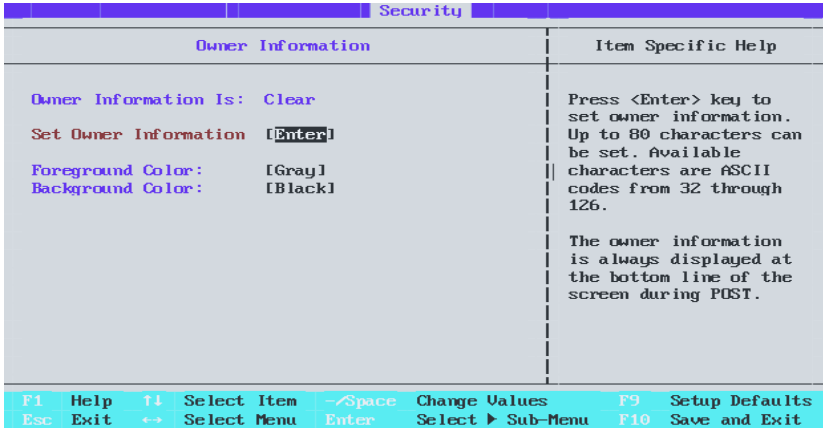 Security
Owner Information
Item Specific Help
Owner Information Is: Clear
Set Owner Information [Enter]
Foreground Color: [Gray]
Background Color: [Black]
Press <Enter> key to
set owner information.
Up to 80 characters can
be set. Available
characters are ASCII
codes from 32 through
126.
The owner information
is always displayed at
the bottom line of the
screen during POST.
F1 Help ↑↓ Select Item -/Space Change Values F9 Setup Defaults
Esc Exit ↔ Select Menu Enter Select ▶ Sub-Menu F10 Save and Exit